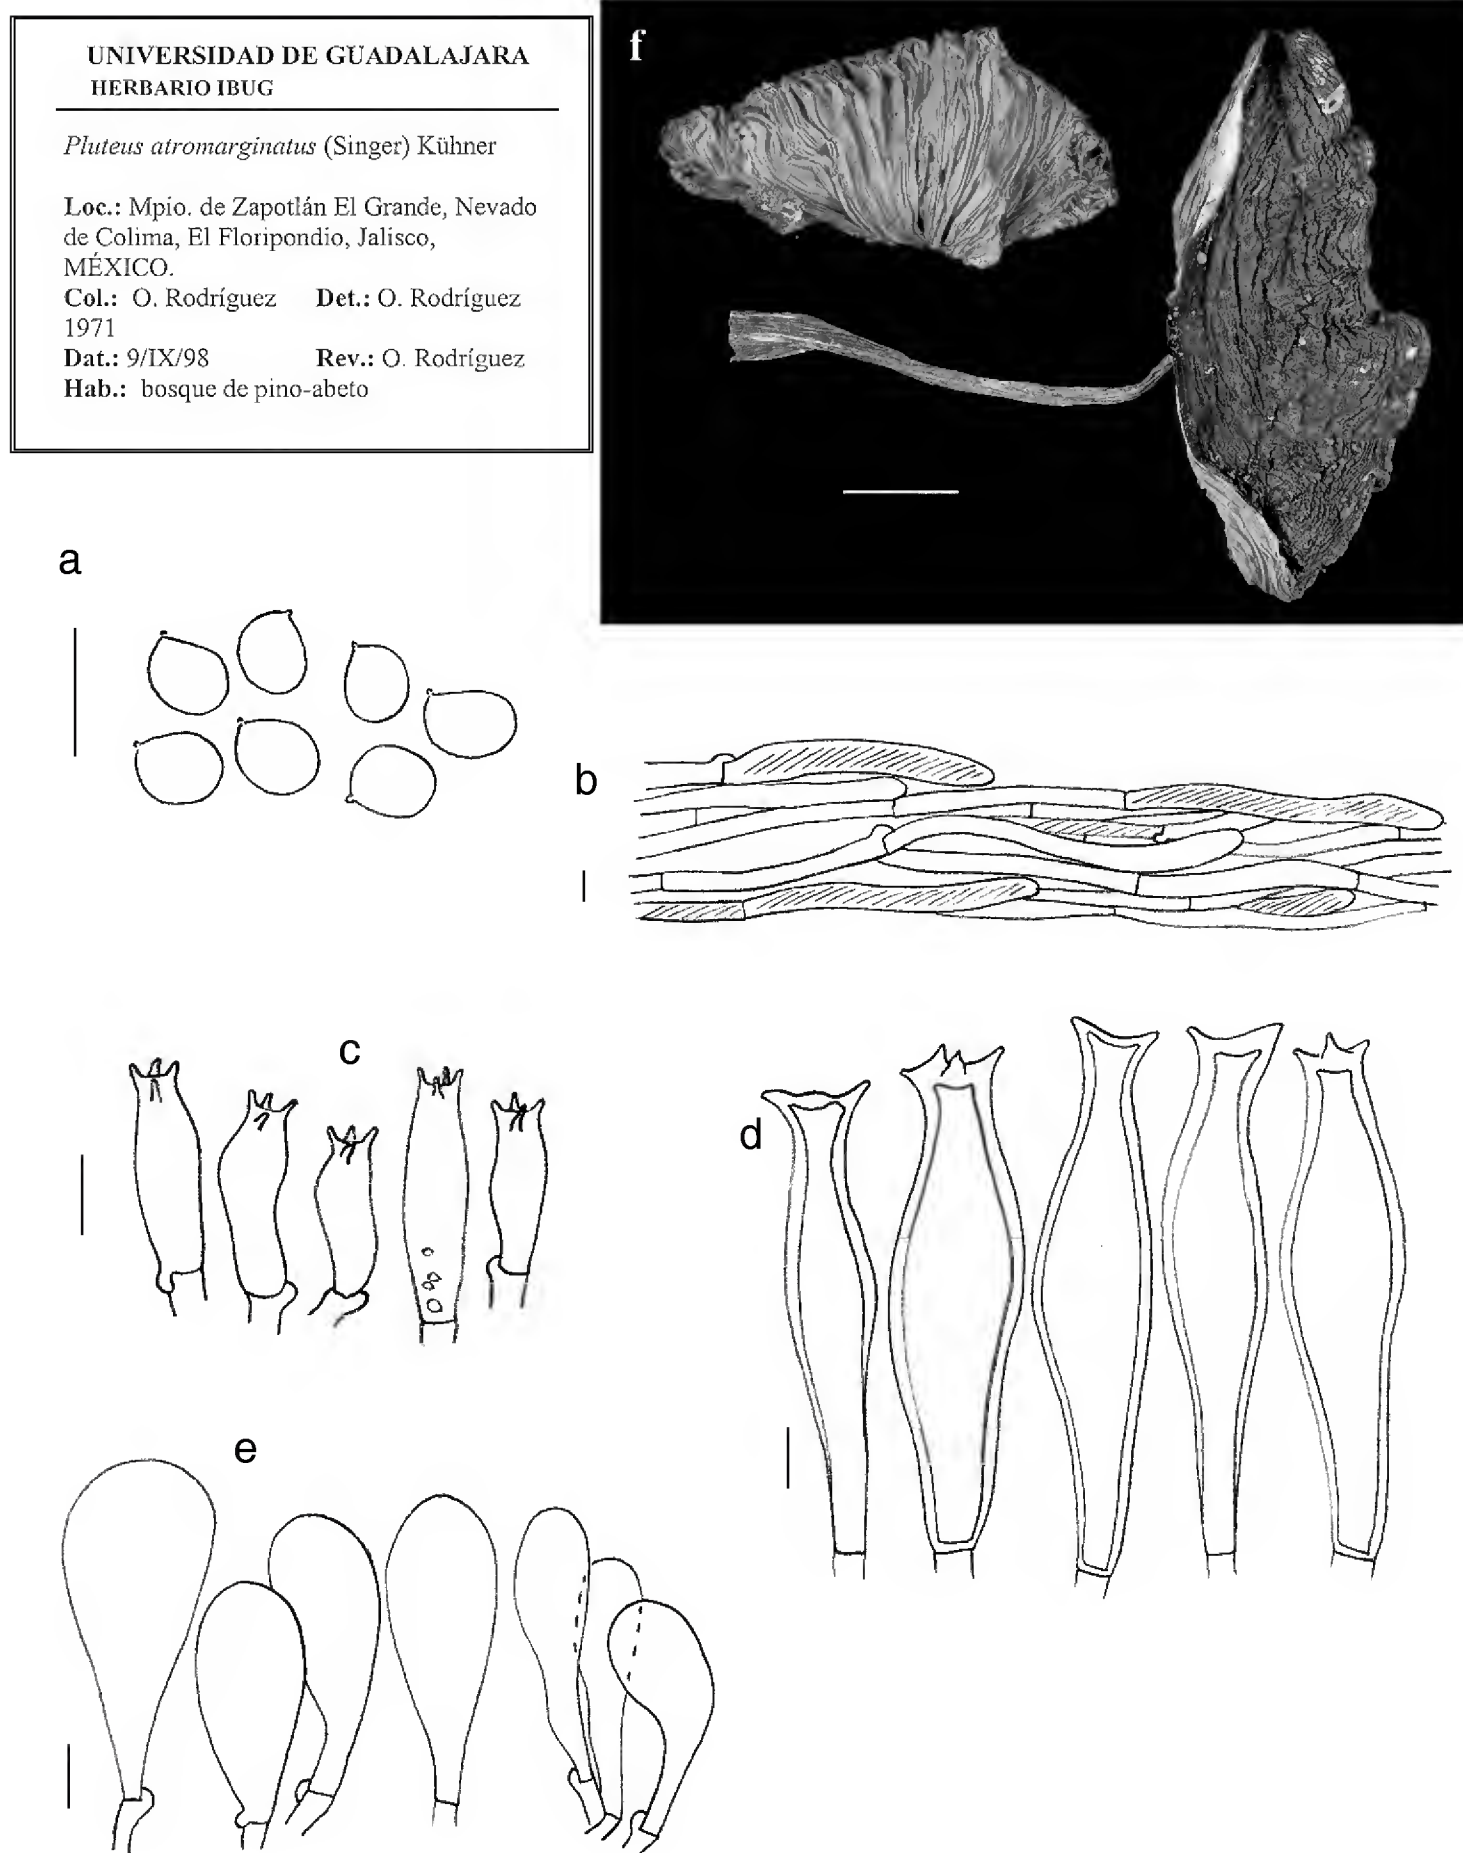 UNIVERSIDAD DE GUADALAJARA
HERBARIO IBUG
Pluteus atromarginatus (Singer) Kühner
Loc.: Mpio. de Zapotlán El Grande, Nevado
de Colima, El Floripondio, Jalisco,
MÉXICO.
Col.: O. Rodríguez Det.: O. Rodríguez
1971
Dat.: 9/IX/98 Rev.: O. Rodríguez
Hab.: bosque de pino-abeto
f
a
b
c
d
e